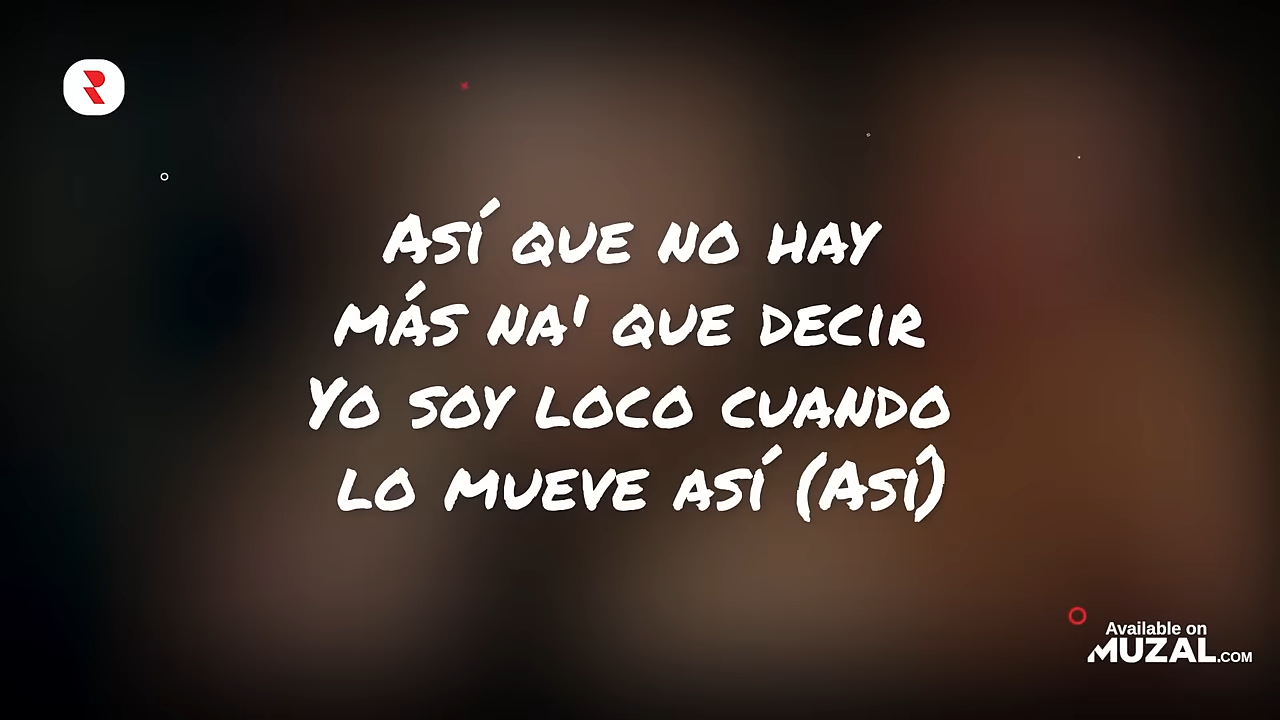 Así que no hay
más na' que decir
Yo soy loco cuando
lo mueve así (Así)
Available on
MUZAL.COM